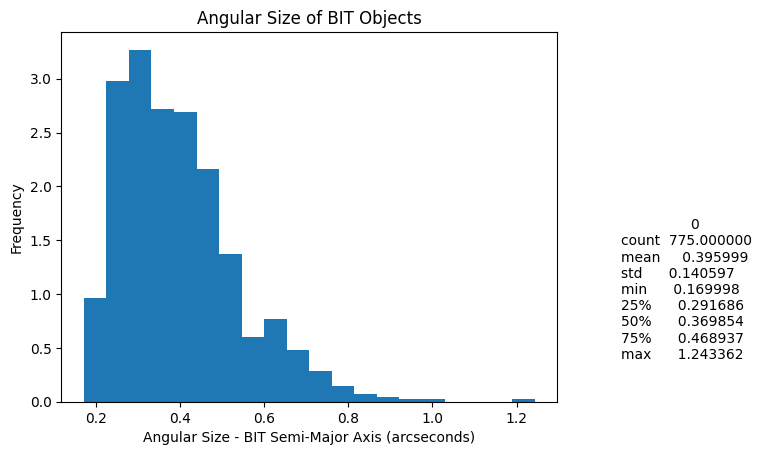 Angular Size of BIT Objects
3.0
2.5
2.0
1.5
1.0
0.5
0.0
Frequency
0.2 0.4 0.6 0.8 1.0 1.2
Angular Size - BIT Semi-Major Axis (arcseconds)
0
count 775.000000
mean 0.395999
std 0.140597
min 0.169998
25% 0.291686
50% 0.369854
75% 0.468937
max 1.243362